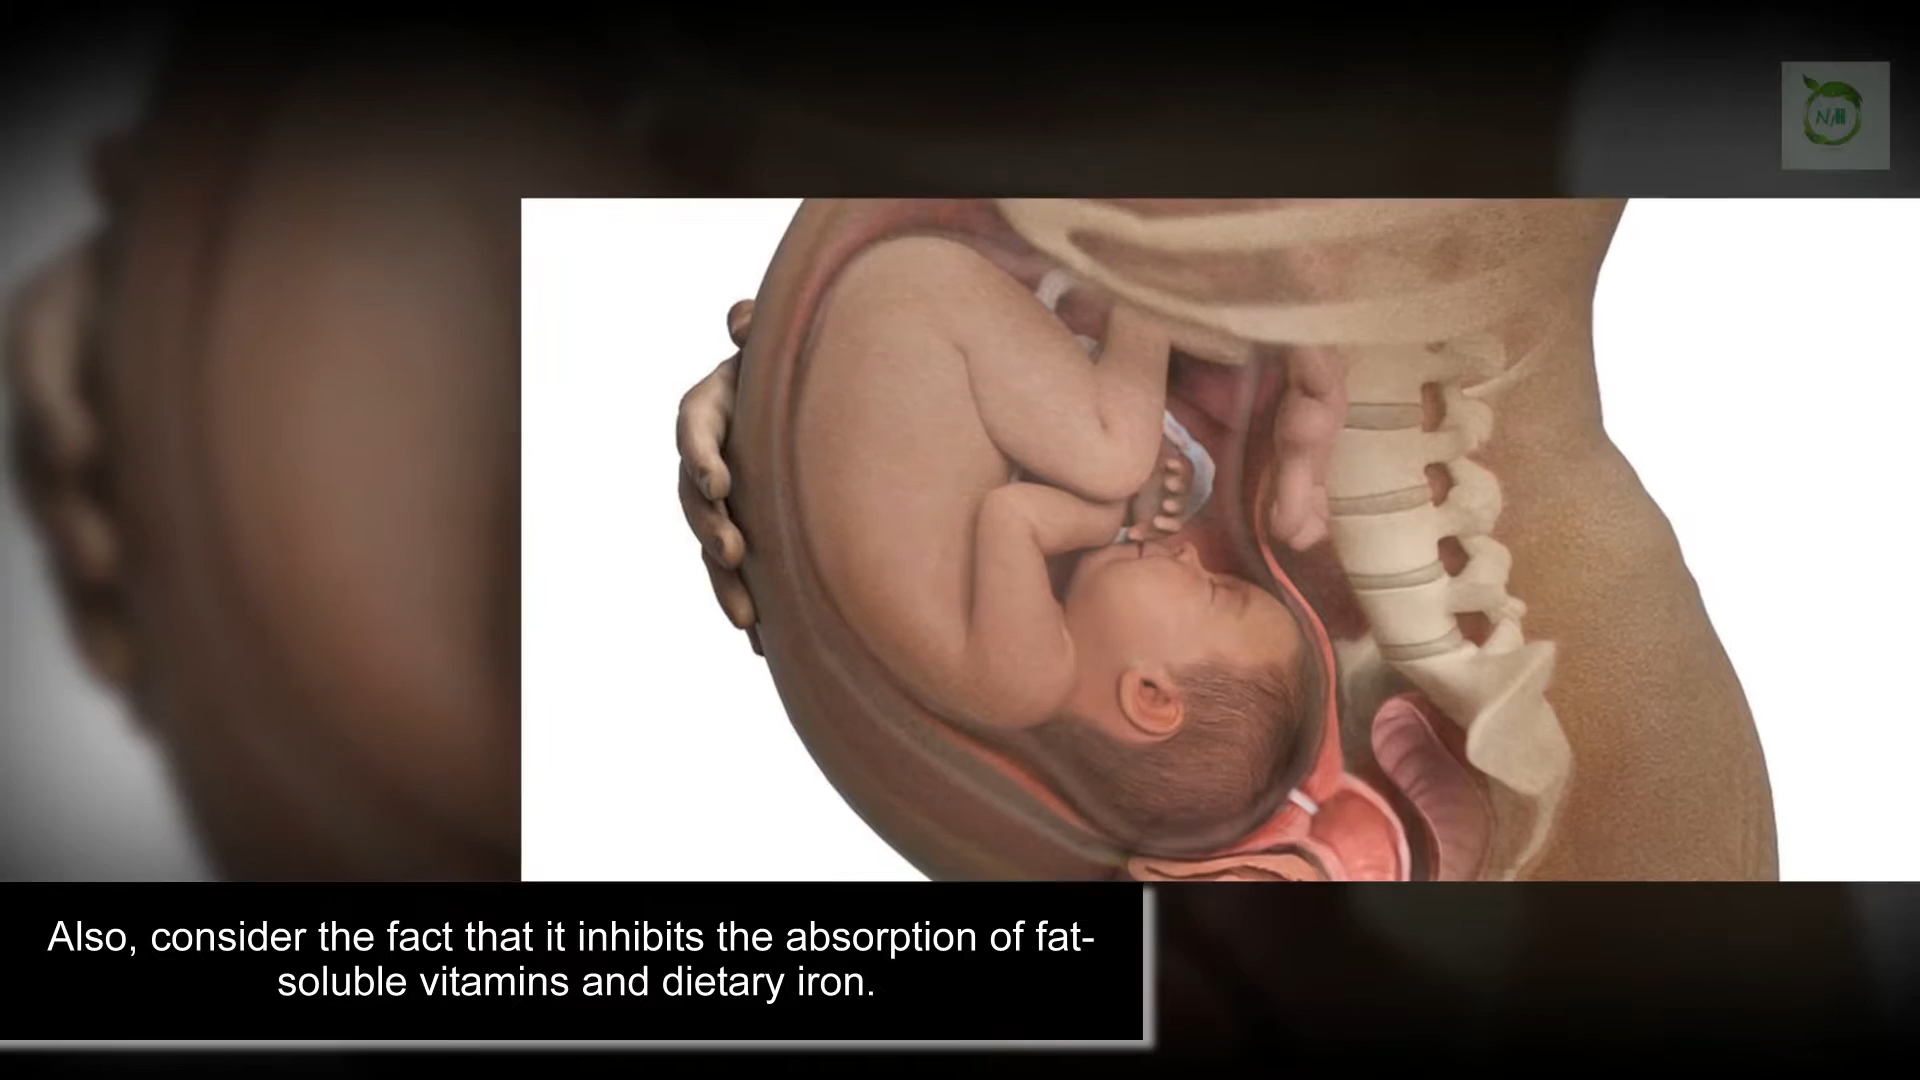 Also, consider the fact that it inhibits the absorption of fat-
soluble vitamins and dietary iron.